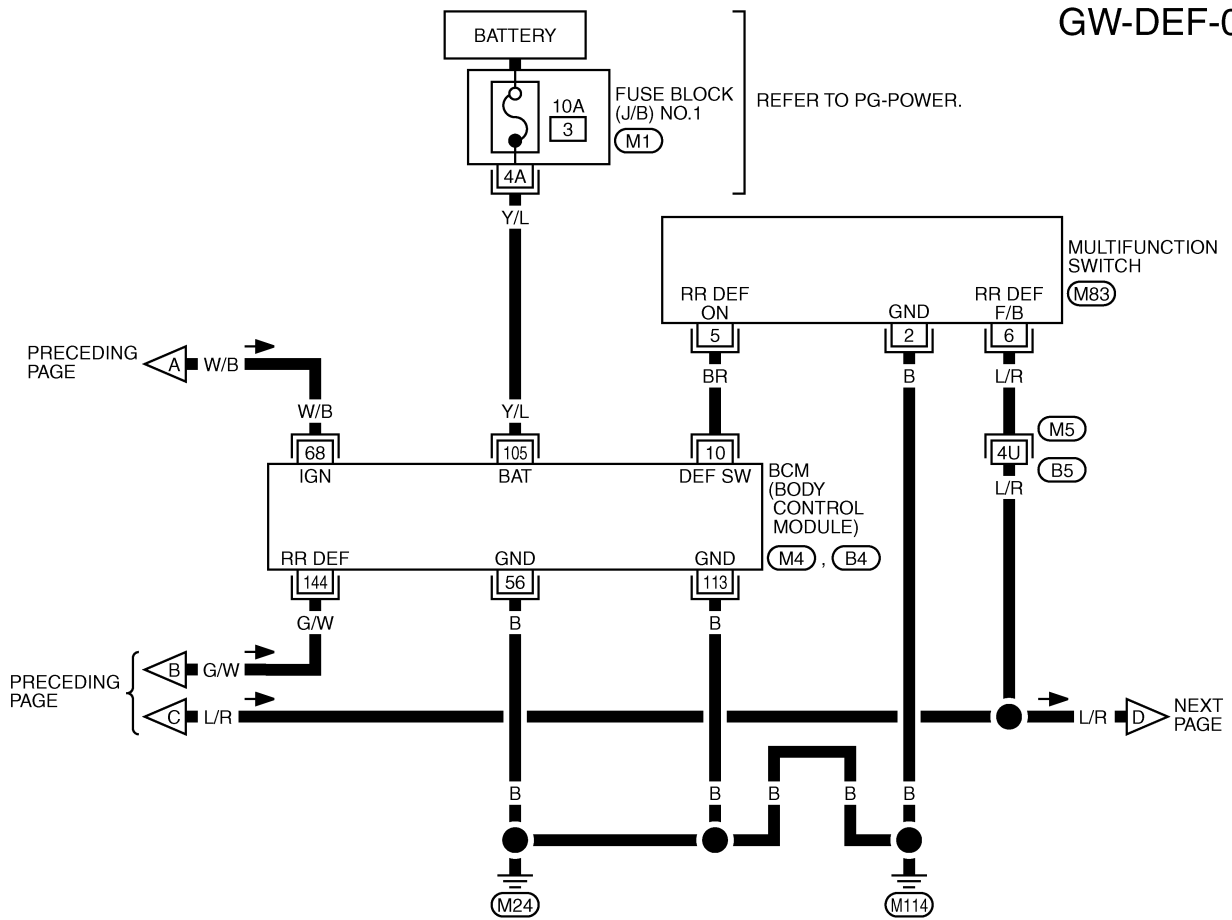 GW-DEF-0
BATTERY
10A
3
FUSE BLOCK
(J/B) NO.1
M1
REFER TO PG-POWER.
4A
Y/L
MULTIFUNCTION
SWITCH
M83
RR DEF
ON
GND
RR DEF
F/B
5
2
6
PRECEDING
PAGE
A
W/B
BR
B
L/R
W/B
Y/L
M5
68
105
10
4U
B5
IGN
BAT
DEF SW
L/R
BCM
(BODY
CONTROL
MODULE)
M4 , B4
RR DEF
GND
GND
144
56
113
G/W
B
B
PRECEDING
PAGE
B
G/W
C
L/R
L/R
D
NEXT
PAGE
B
B
B
B
B
M24
M114